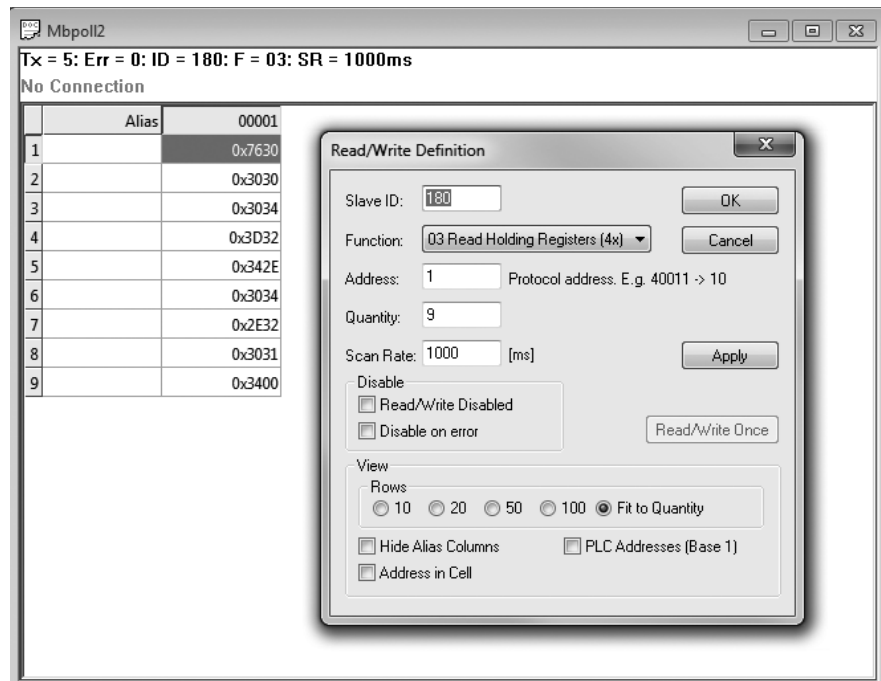 Mbpoll2
Tx = 5: Err = 0: ID = 180: F = 03: SR = 1000ms
No Connection
Alias 00001
1 0x7630
2 0x3030
3 0x3034
4 0x3D32
5 0x342E
6 0x3034
7 0x2E32
8 0x3031
9 0x3400
Read/Write Definition
Slave ID: 180 OK
Function: 03 Read Holding Registers (4x) Cancel
Address: 1 Protocol address. E.g. 40011 -> 10
Quantity: 9
Scan Rate: 1000 [ms] Apply
Disable
Read/Write Disabled
Disable on error Read/Write Once
View
Rows
10 20 50 100 Fit to Quantity
Hide Alias Columns PLC Addresses (Base 1)
Address in Cell